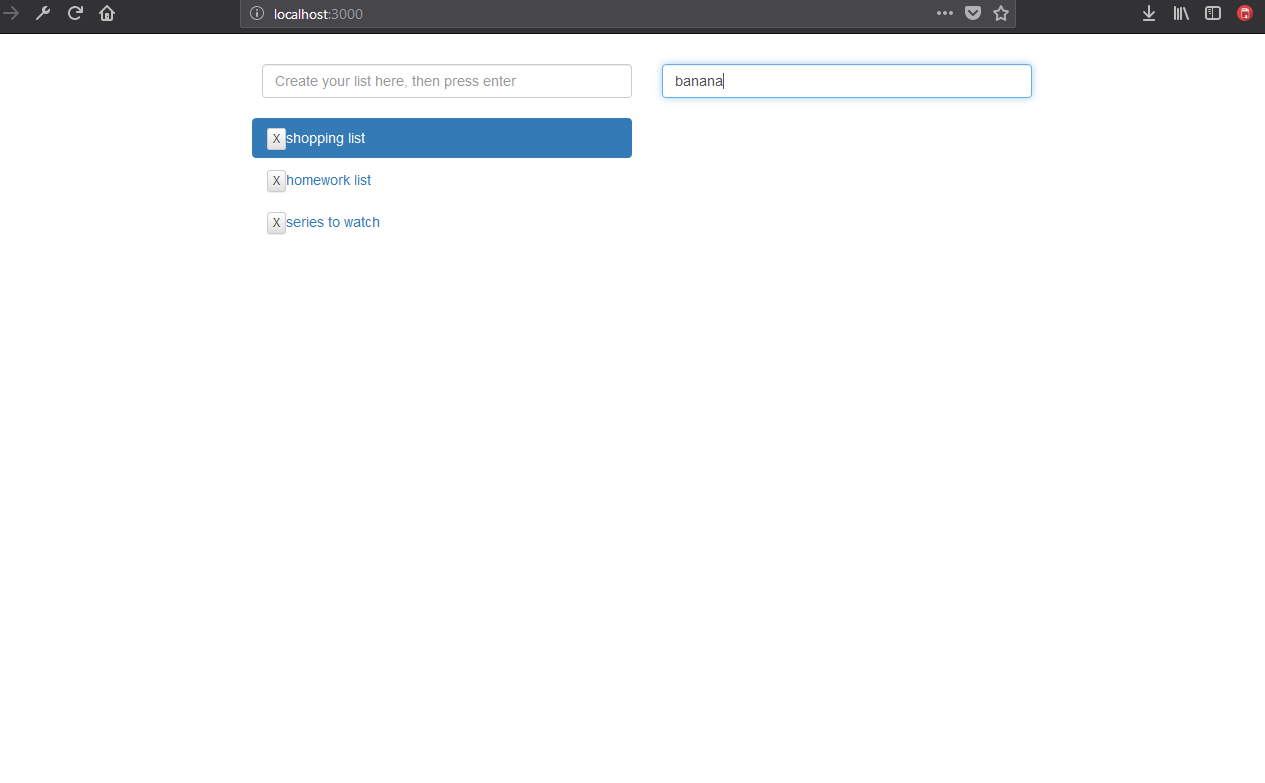 localhost:3000
Create your list here, then press enter
banana
X shopping list
X homework list
X series to watch